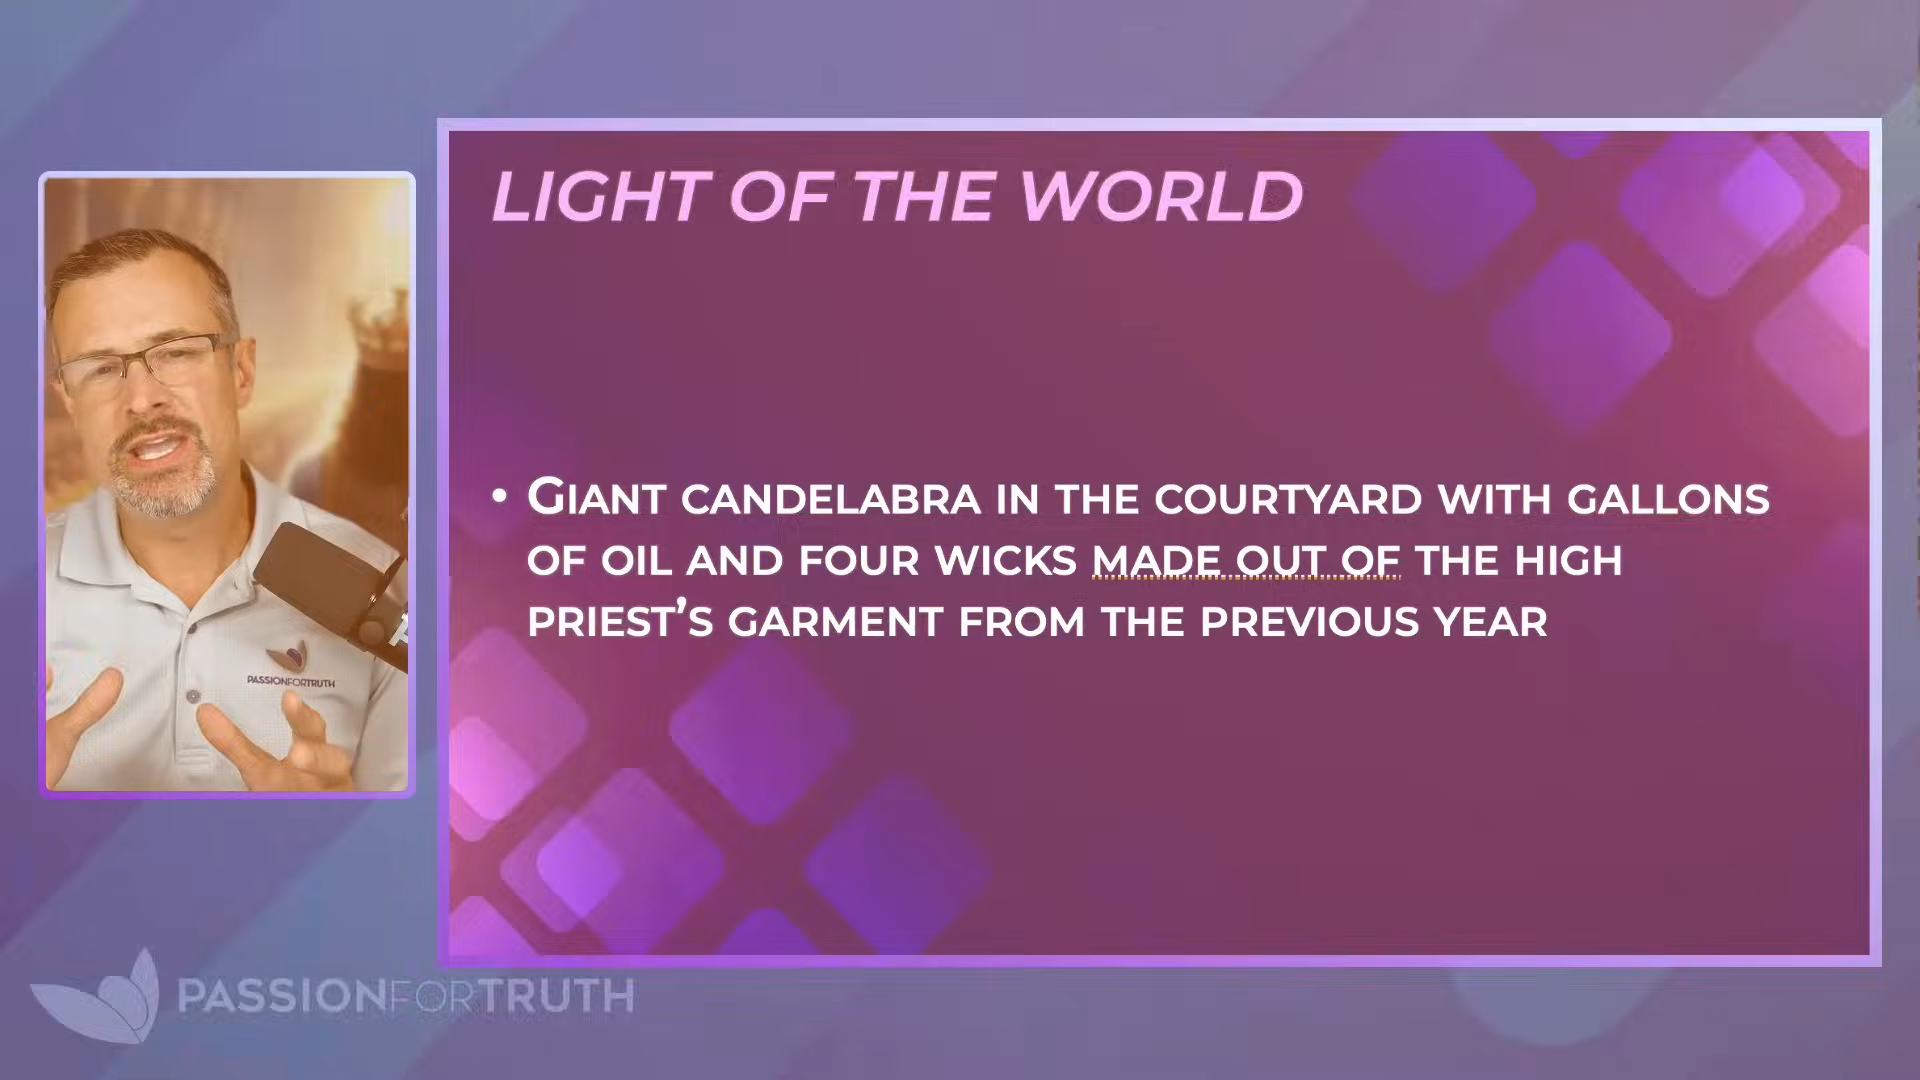 LIGHT OF THE WORLD
• GIANT CANDELABRA IN THE COURTYARD WITH GALLONS
OF OIL AND FOUR WICKS MADE OUT OF THE HIGH
PRIEST’S GARMENT FROM THE PREVIOUS YEAR
PASSIONFORTRUTH
PASSIONFORTRUTH